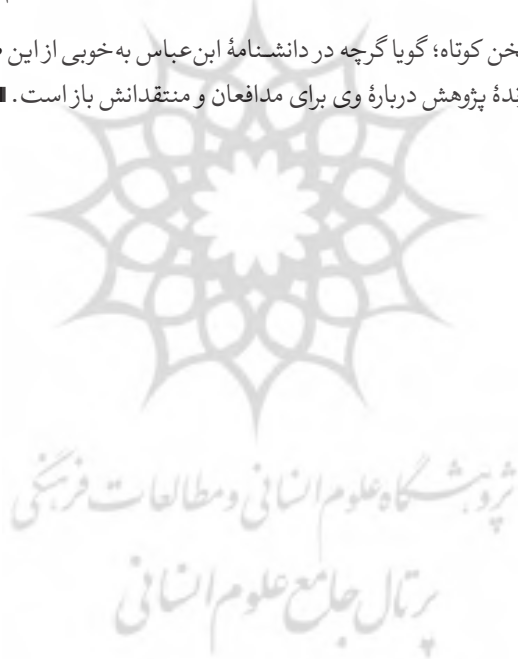 خن کوتاه؛ گویا گرچه در دانشنامهٔ ابن‌عباس به‌خوبی از این
ندهٔ پژوهش دربارهٔ وی برای مدافعان و منتقدانش باز است.
پژوهشگاه علوم انسانی و مطالعات فرهنگی
پرتال جامع علوم انسانی